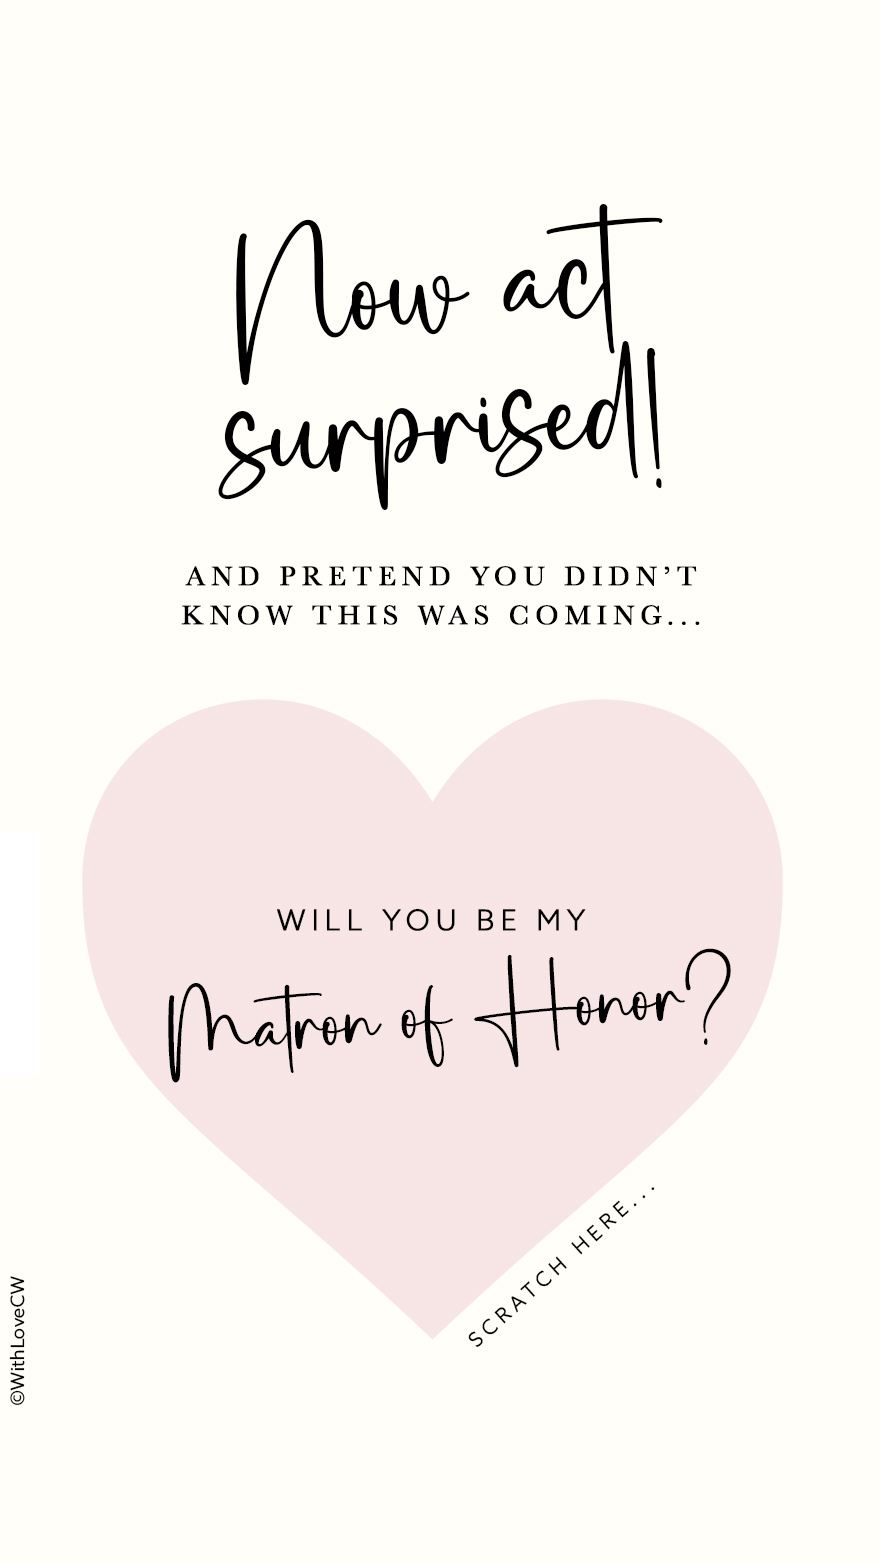 Now act
surprised!
AND PRETEND YOU DIDN’T
KNOW THIS WAS COMING...
WILL YOU BE MY
Matron of Honor?
SCRATCH HERE...
©WithLoveCW